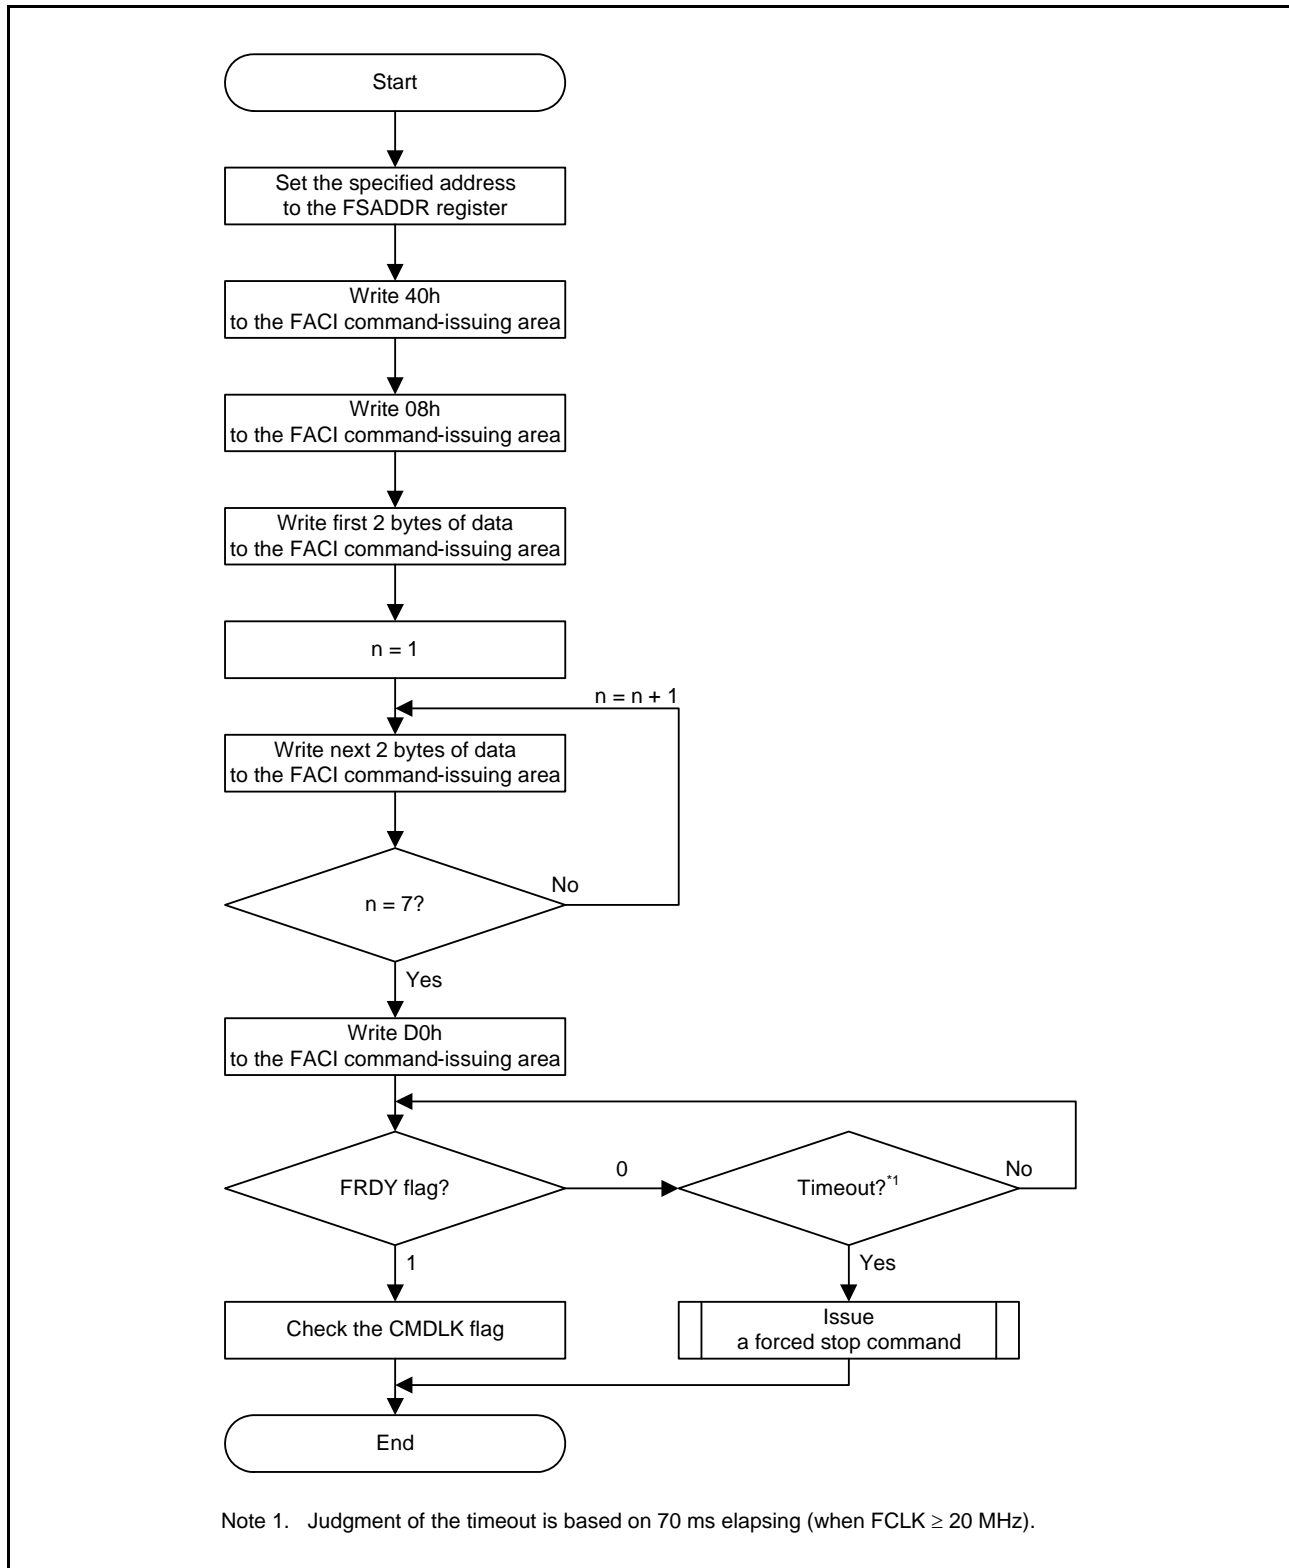 Start
Set the specified address
to the FSADDR register
Write 40h
to the FACI command-issuing area
Write 08h
to the FACI command-issuing area
Write first 2 bytes of data
to the FACI command-issuing area
n = 1
n = n + 1
Write next 2 bytes of data
to the FACI command-issuing area
n = 7?
No
Yes
Write D0h
to the FACI command-issuing area
FRDY flag?
0
Timeout?*1
No
1
Yes
Check the CMDLK flag
Issue
a forced stop command
End
Note 1. Judgment of the timeout is based on 70 ms elapsing (when FCLK ≥ 20 MHz).